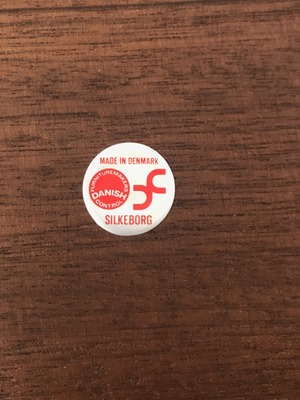 MADE IN DENMARK
FURNITUREMAKERS
DANISH
CONTROL
SILKEBORG